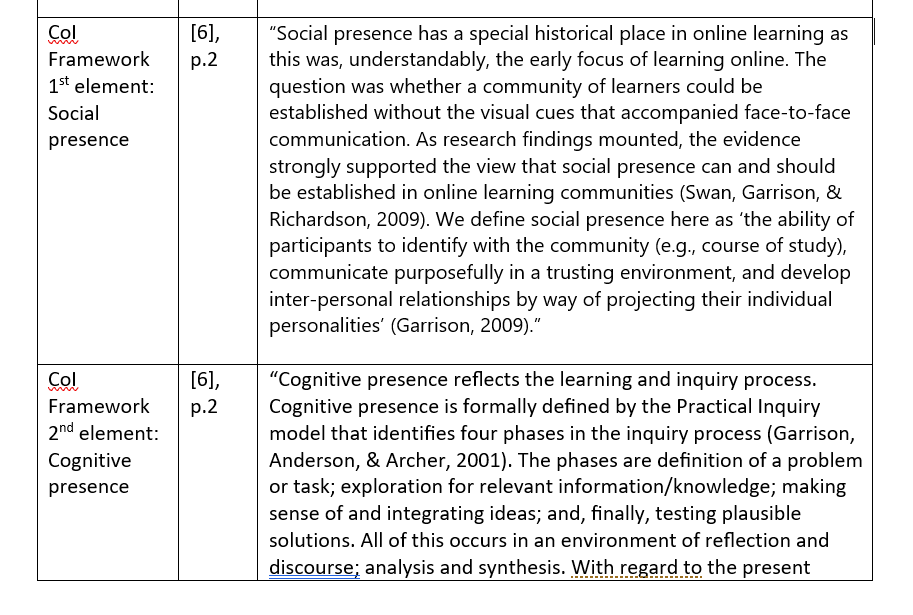 CoI
Framework
1st element:
Social
presence
[6],
p.2
“Social presence has a special historical place in online learning as
this was, understandably, the early focus of learning online. The
question was whether a community of learners could be
established without the visual cues that accompanied face-to-face
communication. As research findings mounted, the evidence
strongly supported the view that social presence can and should
be established in online learning communities (Swan, Garrison, &
Richardson, 2009). We define social presence here as ‘the ability of
participants to identify with the community (e.g., course of study),
communicate purposefully in a trusting environment, and develop
inter-personal relationships by way of projecting their individual
personalities’ (Garrison, 2009).”
CoI
Framework
2nd element:
Cognitive
presence
[6],
p.2
“Cognitive presence reflects the learning and inquiry process.
Cognitive presence is formally defined by the Practical Inquiry
model that identifies four phases in the inquiry process (Garrison,
Anderson, & Archer, 2001). The phases are definition of a problem
or task; exploration for relevant information/knowledge; making
sense of and integrating ideas; and, finally, testing plausible
solutions. All of this occurs in an environment of reflection and
discourse; analysis and synthesis. With regard to the present